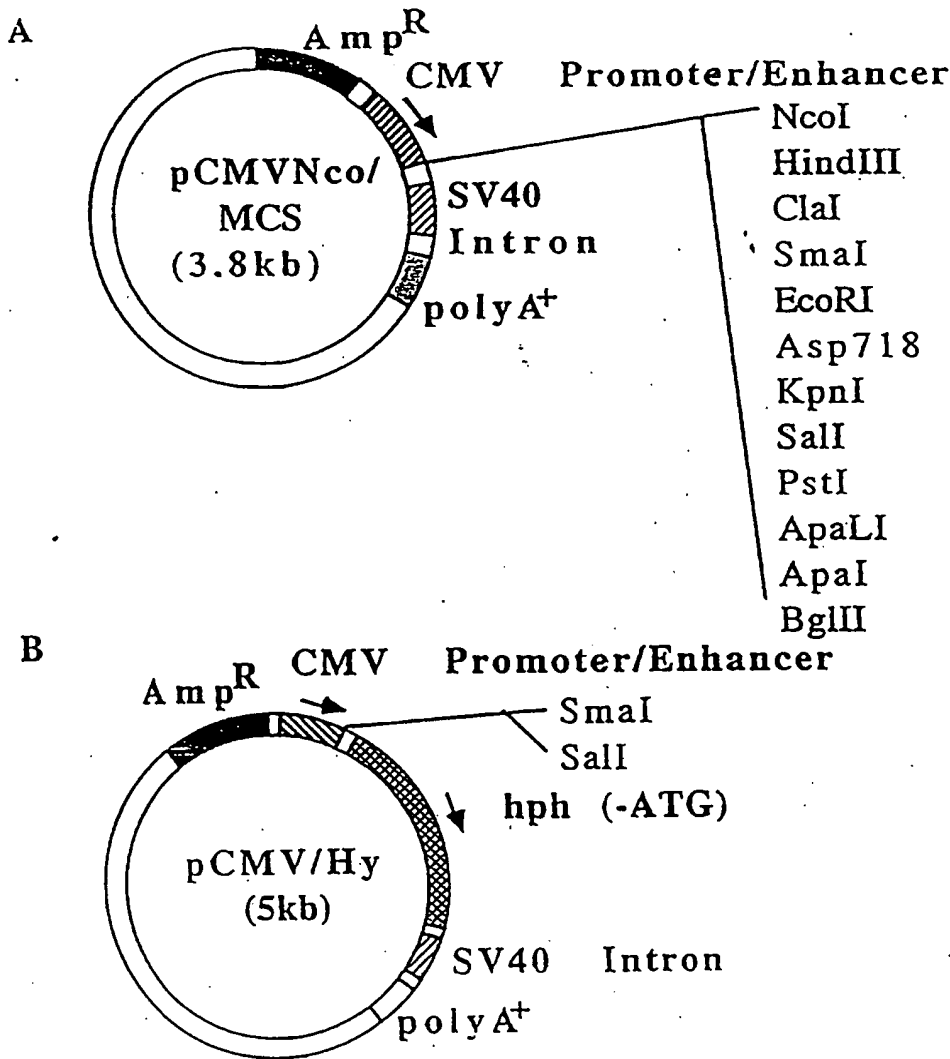 A
AmpR
CMV Promoter/Enhancer
NcoI
HindIII
ClaI
SmaI
EcoRI
Asp718
KpnI
SalI
PstI
ApaLI
ApaI
BglII
pCMVNco/
MCS
(3.8kb)
SV40
Intron
polyA+
B
AmpR
CMV Promoter/Enhancer
SmaI
SalI
hph (-ATG)
pCMV/Hy
(5kb)
SV40 Intron
polyA+